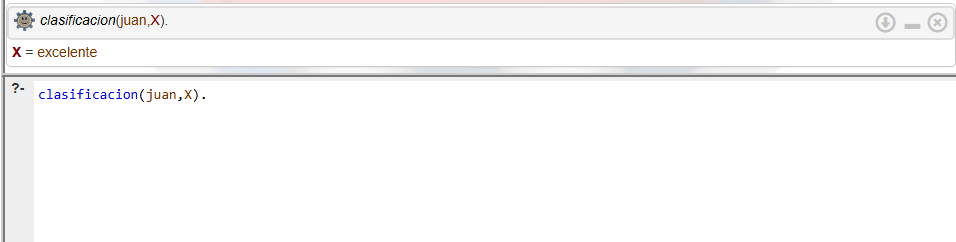 clasificacion(juan,X).
X = excelente
?- clasificacion(juan,X).